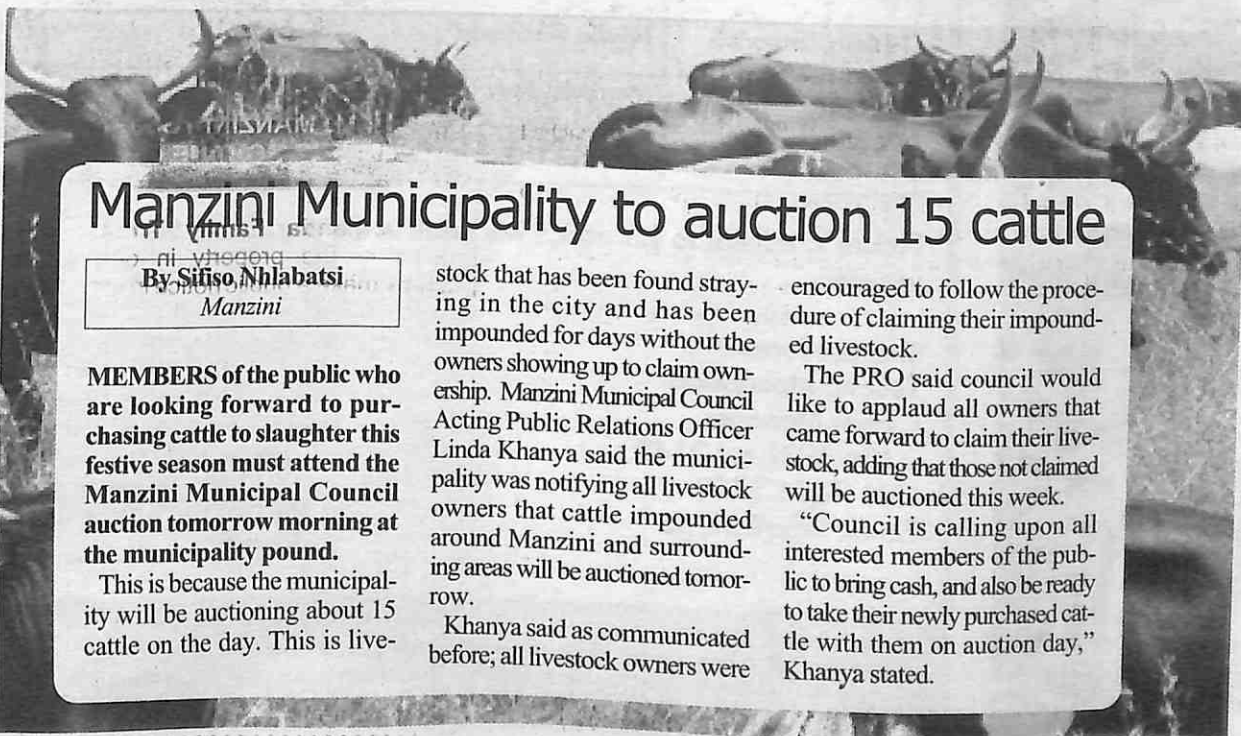 Manzini Municipality to auction 15 cattle
By Sifiso Nhlabatsi
Manzini
MEMBERS of the public who
are looking forward to pur-
chasing cattle to slaughter this
festive season must attend the
Manzini Municipal Council
auction tomorrow morning at
the municipality pound.
This is because the municipal-
ity will be auctioning about 15
cattle on the day. This is live-
stock that has been found stray-
ing in the city and has been
impounded for days without the
owners showing up to claim own-
ership. Manzini Municipal Council
Acting Public Relations Officer
Linda Khanya said the munici-
pality was notifying all livestock
owners that cattle impounded
around Manzini and surround-
ing areas will be auctioned tomor-
row.
Khanya said as communicated
before; all livestock owners were
encouraged to follow the proce-
dure of claiming their impound-
ed livestock.
The PRO said council would
like to applaud all owners that
came forward to claim their live-
stock, adding that those not claimed
will be auctioned this week.
“Council is calling upon all
interested members of the pub-
lic to bring cash, and also be ready
to take their newly purchased cat-
tle with them on auction day,”
Khanya stated.